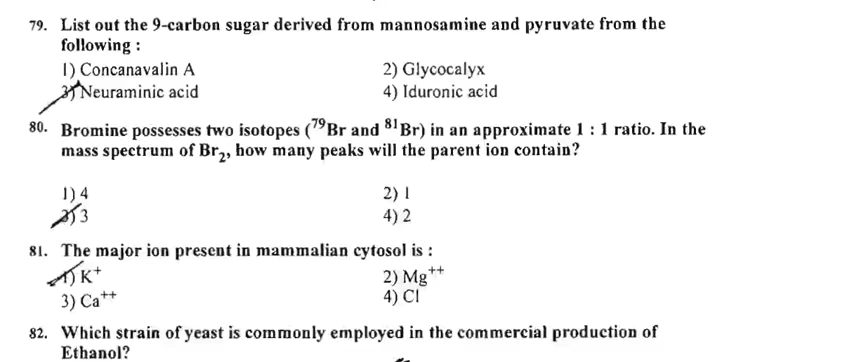 79. List out the 9-carbon sugar derived from mannosamine and pyruvate from the
following :
1) Concanavalin A 2) Glycocalyx
3) Neuraminic acid 4) Iduronic acid
80. Bromine possesses two isotopes (⁷⁹Br and ⁸¹Br) in an approximate 1 : 1 ratio. In the
mass spectrum of Br₂, how many peaks will the parent ion contain?
1) 4 2) 1
3) 3 4) 2
81. The major ion present in mammalian cytosol is :
1) K⁺ 2) Mg⁺⁺
3) Ca⁺⁺ 4) Cl
82. Which strain of yeast is commonly employed in the commercial production of
Ethanol?